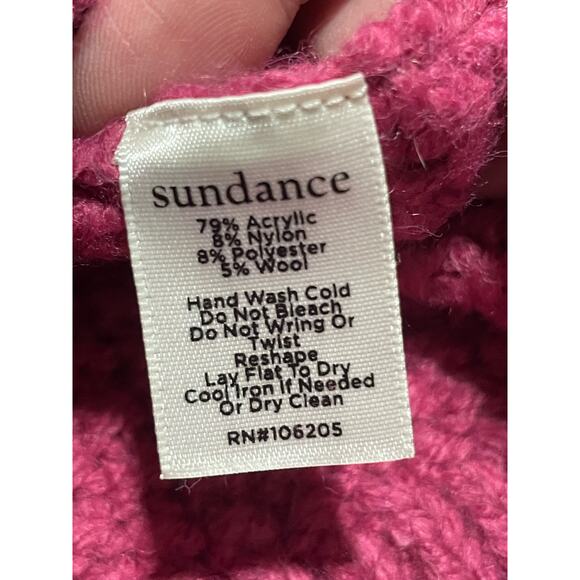 sundance
79% Acrylic
8% Nylon
8% Polyester
5% Wool
Hand Wash Cold
Do Not Bleach
Do Not Wring Or
Twist
Reshape
Lay Flat To Dry
Cool Iron If Needed
Or Dry Clean
RN#106205